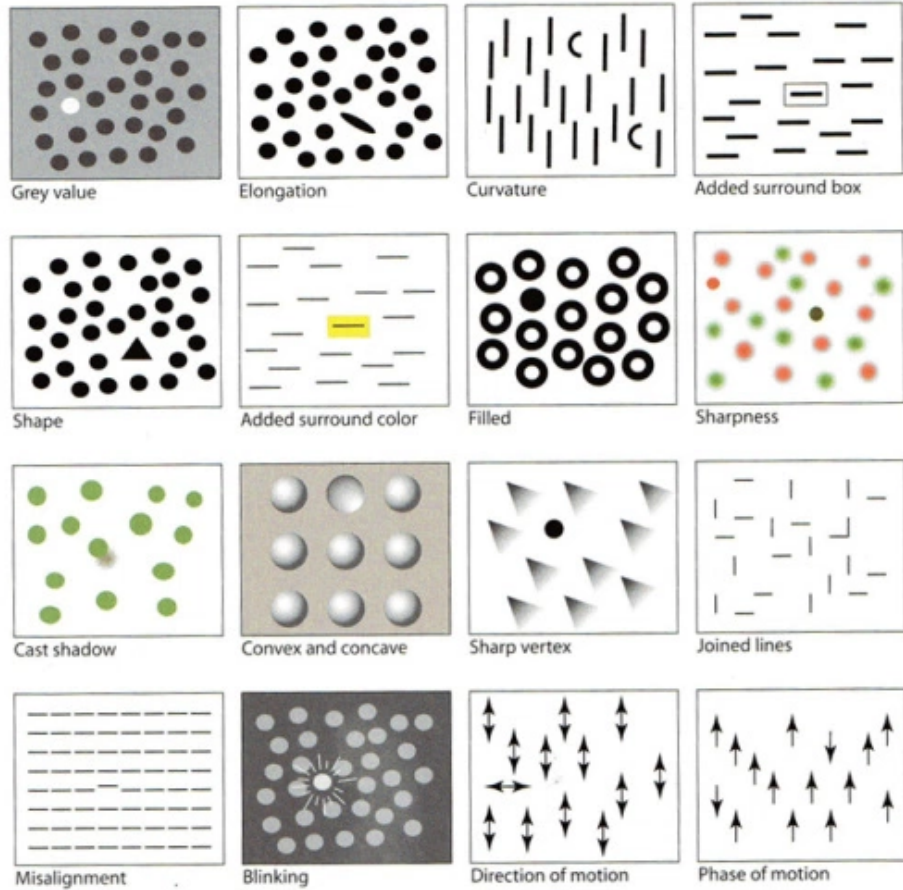 Grey value
Elongation
Curvature
Added surround box
Shape
Added surround color
Filled
Sharpness
Cast shadow
Convex and concave
Sharp vertex
Joined lines
Misalignment
Blinking
Direction of motion
Phase of motion